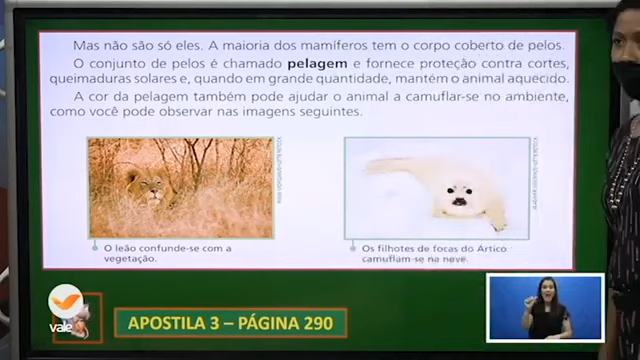 Mas não são só eles. A maioria dos mamíferos tem o corpo coberto de pelos.
O conjunto de pelos é chamado pelagem e fornece proteção contra cortes,
queimaduras solares e, quando em grande quantidade, mantém o animal aquecido.
A cor da pelagem também pode ajudar o animal a camuflar-se no ambiente,
como você pode observar nas imagens seguintes.
O leão confunde-se com a
vegetação.
Os filhotes de focas do Ártico
camuflam-se na neve.
vale
APOSTILA 3 – PÁGINA 290